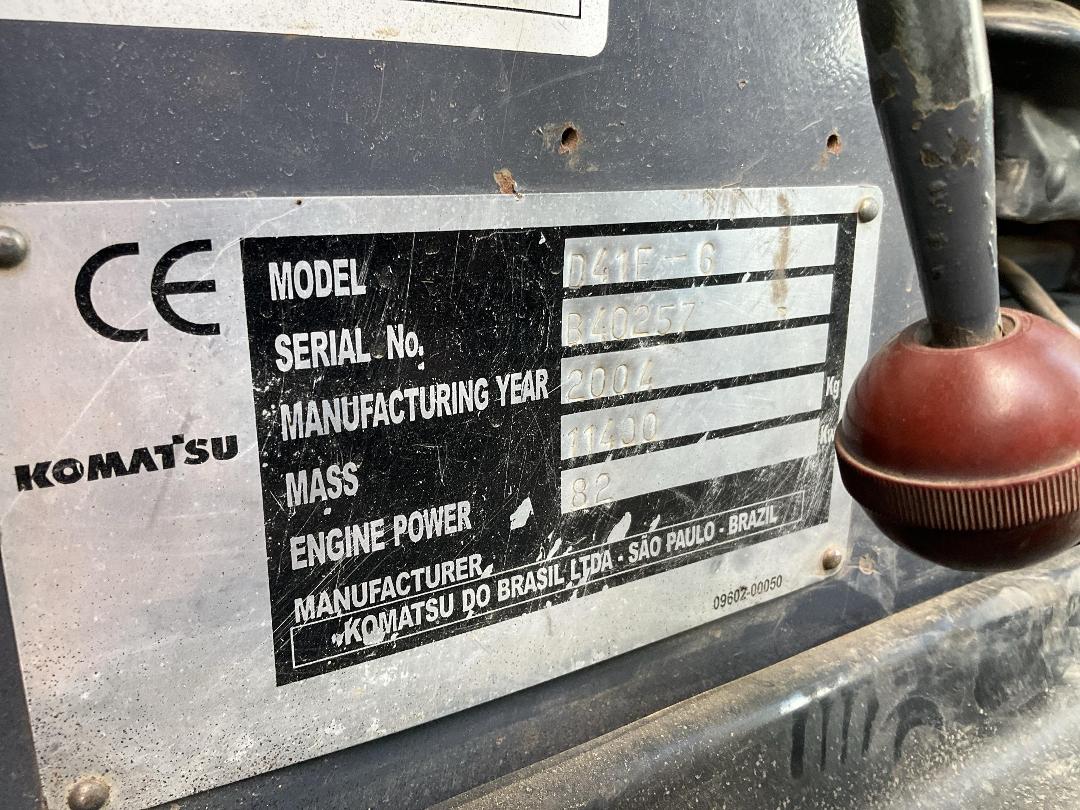 CE
KOMATSU
MODEL D41E-6
SERIAL No. B40257
MANUFACTURING YEAR 2004
MASS 11400 Kg
ENGINE POWER 82 Kw
MANUFACTURER
KOMATSU DO BRASIL LTDA - SÃO PAULO - BRAZIL
09602-00050